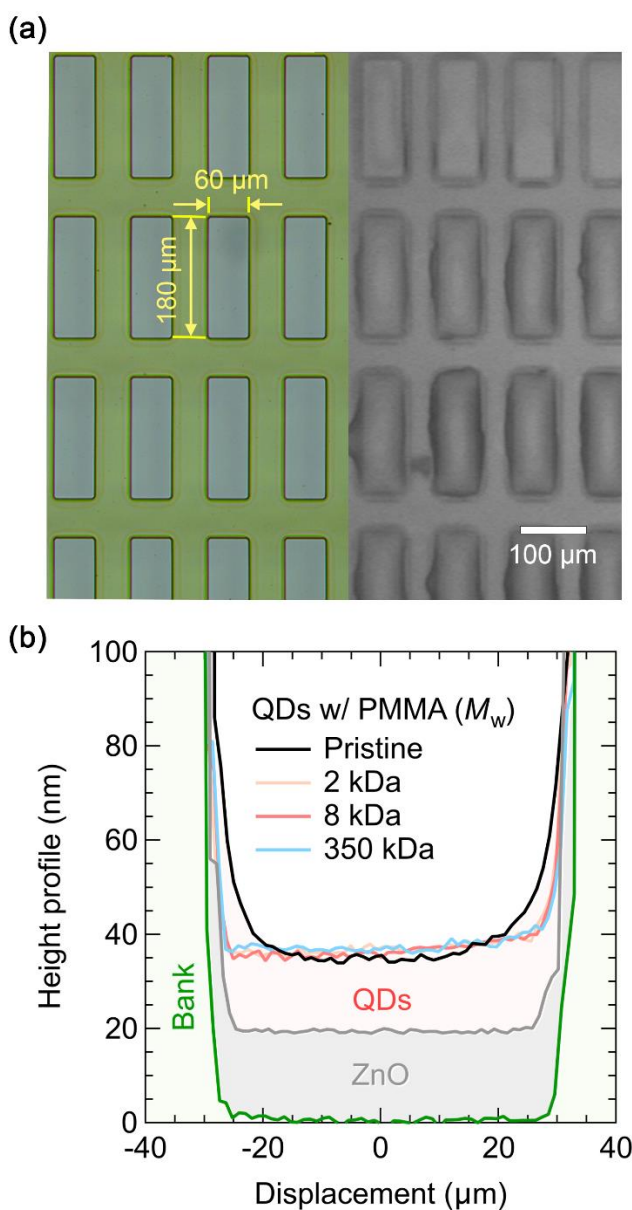 (a)
60 µm
180 µm
100 µm
(b)
100
80
60
40
20
0
Height profile (nm)
QDs w/ PMMA (Mw)
Pristine
2 kDa
8 kDa
350 kDa
Bank
QDs
ZnO
-40 -20 0 20 40
Displacement (µm)